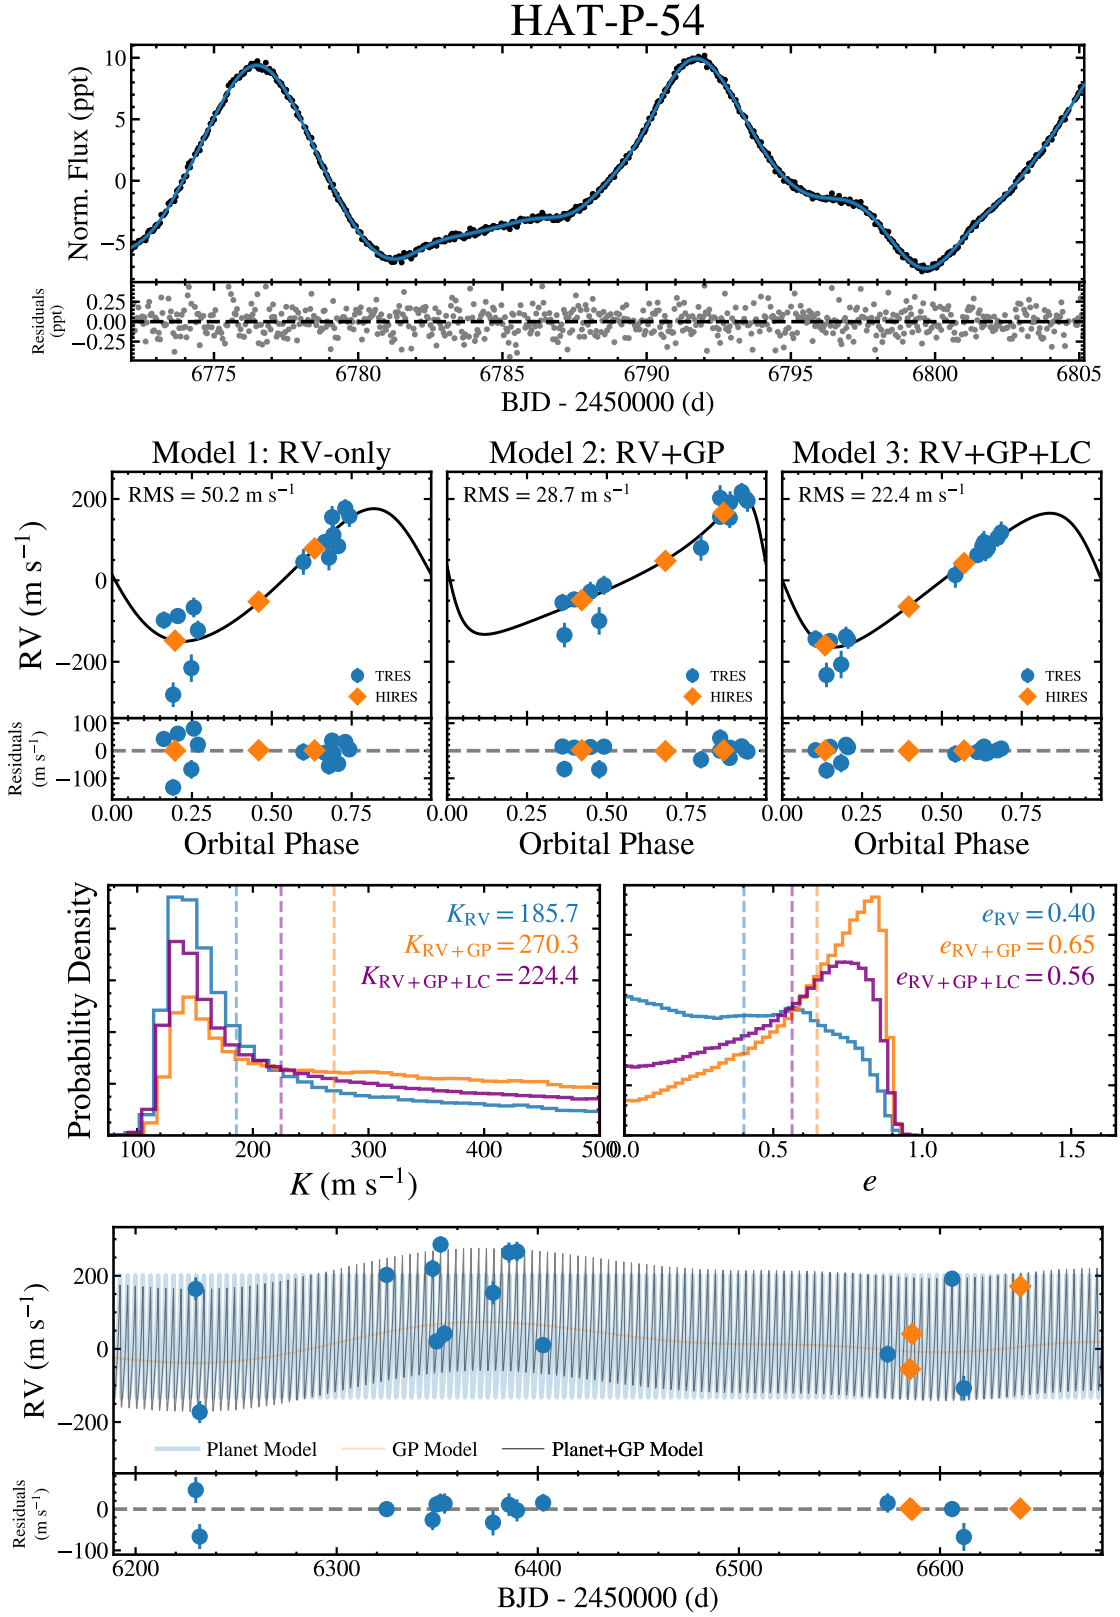 HAT-P-54
Norm. Flux (ppt)
10
5
0
−5
Residuals
(ppt)
0.25
0.00
−0.25
6775 6780 6785 6790 6795 6800 6805
BJD - 2450000 (d)
Model 1: RV-only Model 2: RV+GP Model 3: RV+GP+LC
RMS = 50.2 m s⁻¹ RMS = 28.7 m s⁻¹ RMS = 22.4 m s⁻¹
RV (m s⁻¹)
200
0
−200
TRES TRES TRES
HIRES HIRES HIRES
Residuals
(m s⁻¹)
100
0
−100
0.00 0.25 0.50 0.75 0.00 0.25 0.50 0.75 0.00 0.25 0.50 0.75 1.00
Orbital Phase Orbital Phase Orbital Phase
Probability Density
K_RV = 185.7
K_RV+GP = 270.3
K_RV+GP+LC = 224.4
e_RV = 0.40
e_RV+GP = 0.65
e_RV+GP+LC = 0.56
100 200 300 400 500 0.0 0.5 1.0 1.5
K (m s⁻¹) e
RV (m s⁻¹)
200
0
−200
Planet Model GP Model Planet+GP Model
Residuals
(m s⁻¹)
0
−100
6200 6300 6400 6500 6600
BJD - 2450000 (d)